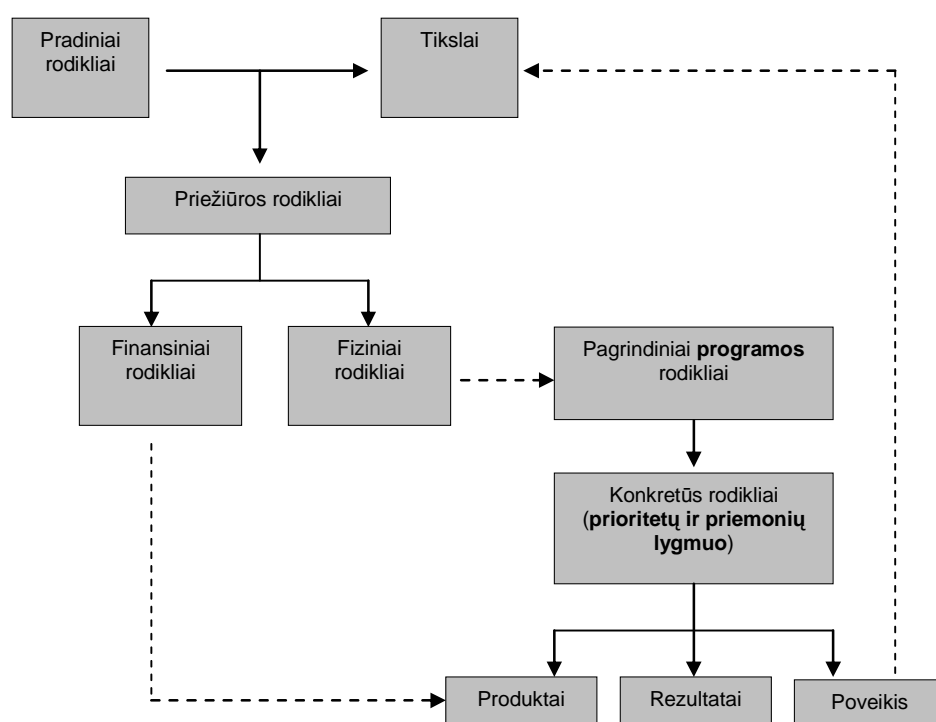 Pradiniai
rodikliai
Tikslai
Priežiūros rodikliai
Finansiniai
rodikliai
Fiziniai
rodikliai
Pagrindiniai programos
rodikliai
Konkretūs rodikliai
(prioritetų ir priemonių
lygmuo)
Produktai
Rezultatai
Poveikis